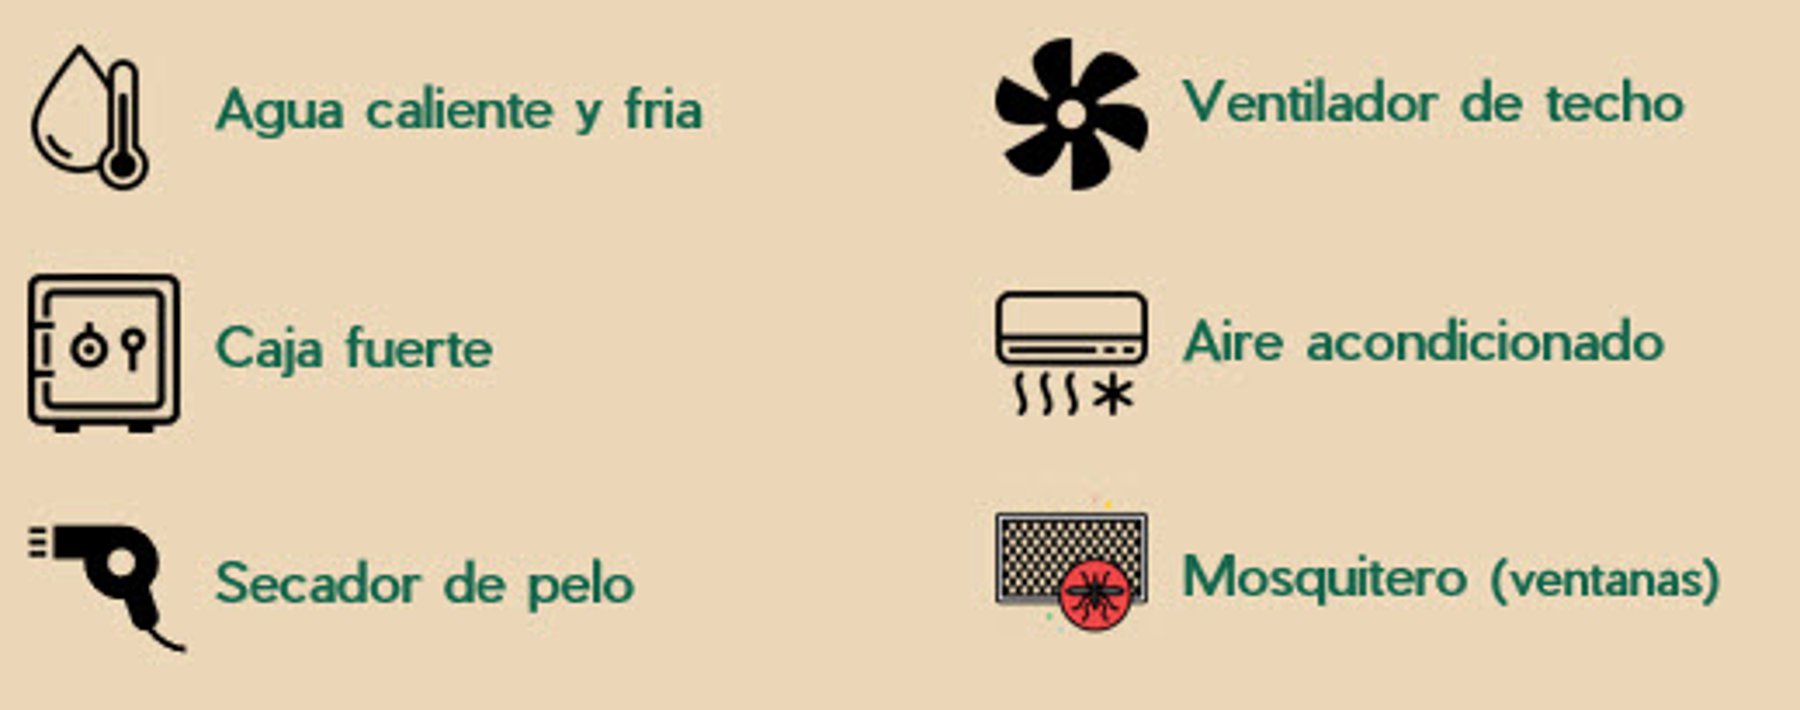 Agua caliente y fria
Ventilador de techo
Caja fuerte
Aire acondicionado
Secador de pelo
Mosquitero (ventanas)